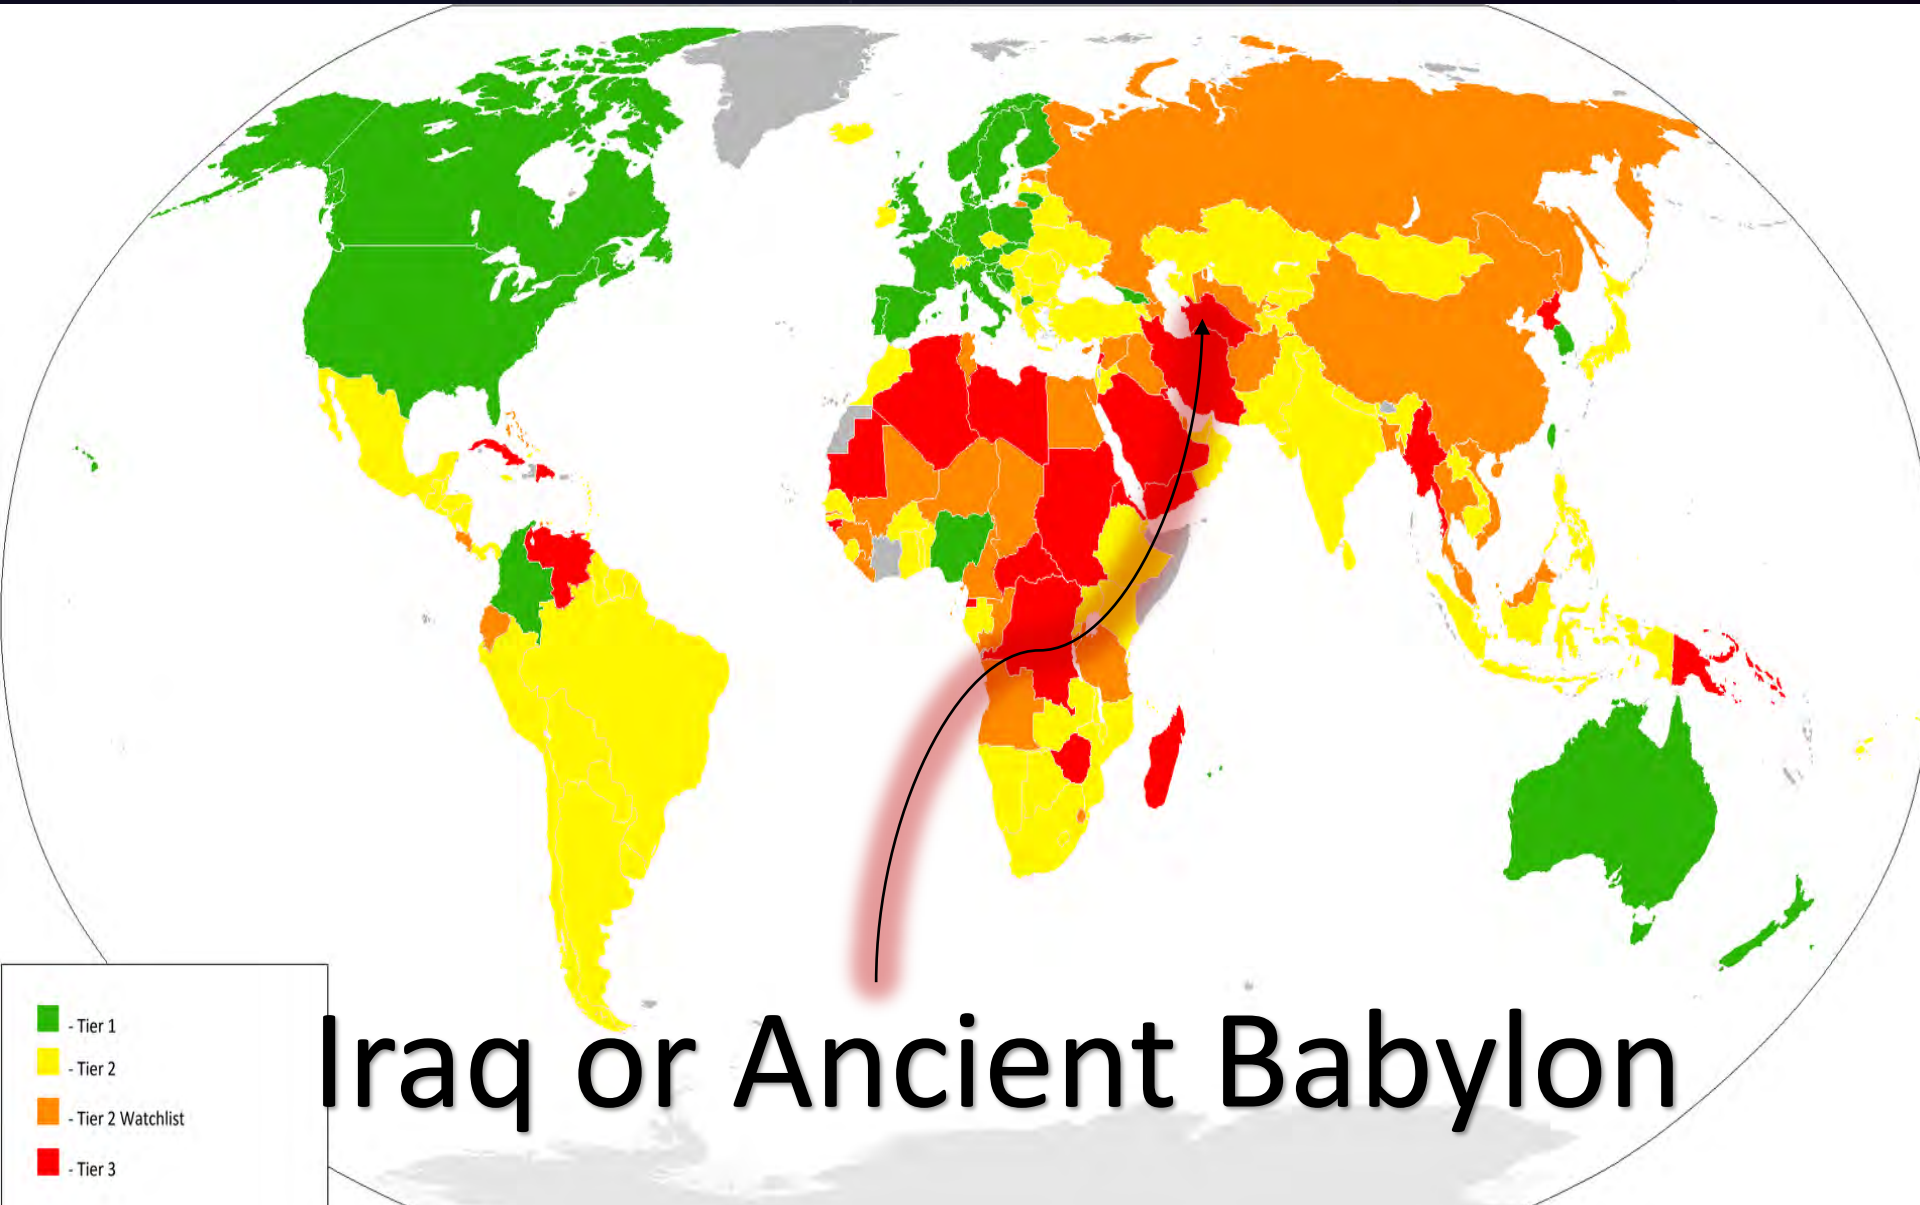 - Tier 1
- Tier 2
- Tier 2 Watchlist
- Tier 3
Iraq or Ancient Babylon